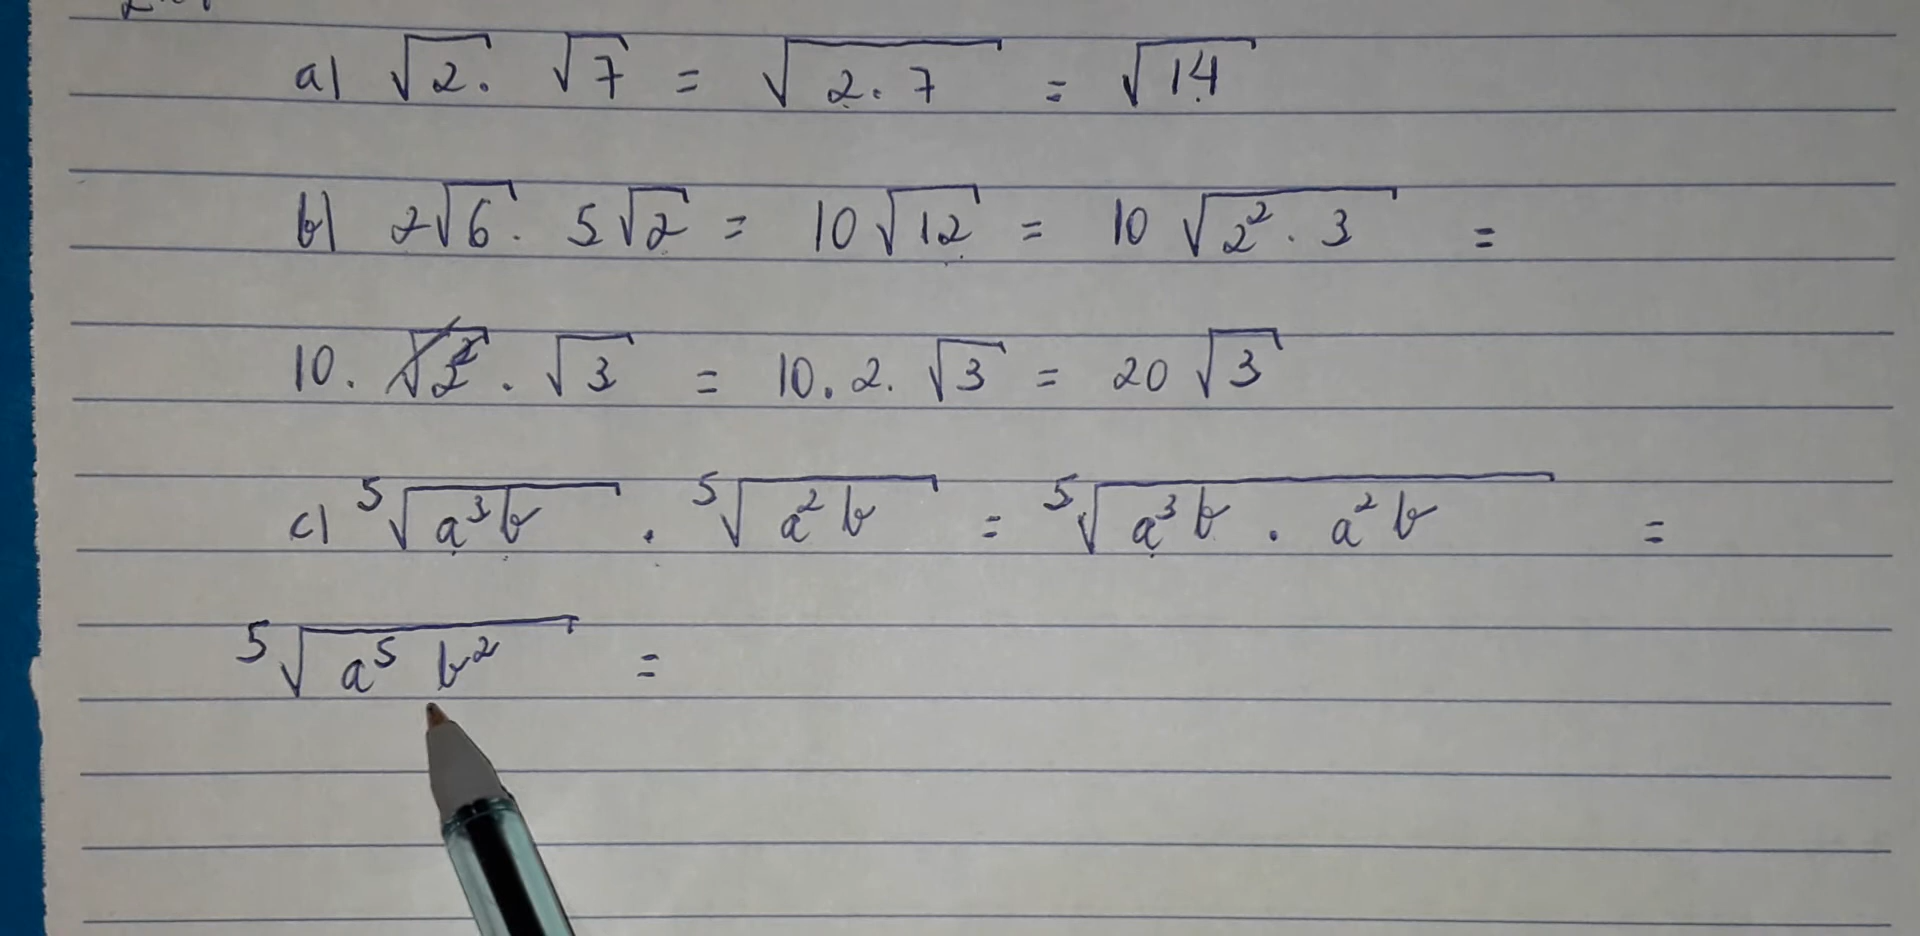 a) √2 . √7 = √2 . 7 = √14
b) 2√6 . 5√2 = 10√12 = 10√2² . 3 =
10 . √2² . √3 = 10 . 2 . √3 = 20√3
c) ⁵√a³b . ⁵√a²b = ⁵√a³b . a²b =
⁵√a⁵ b² =